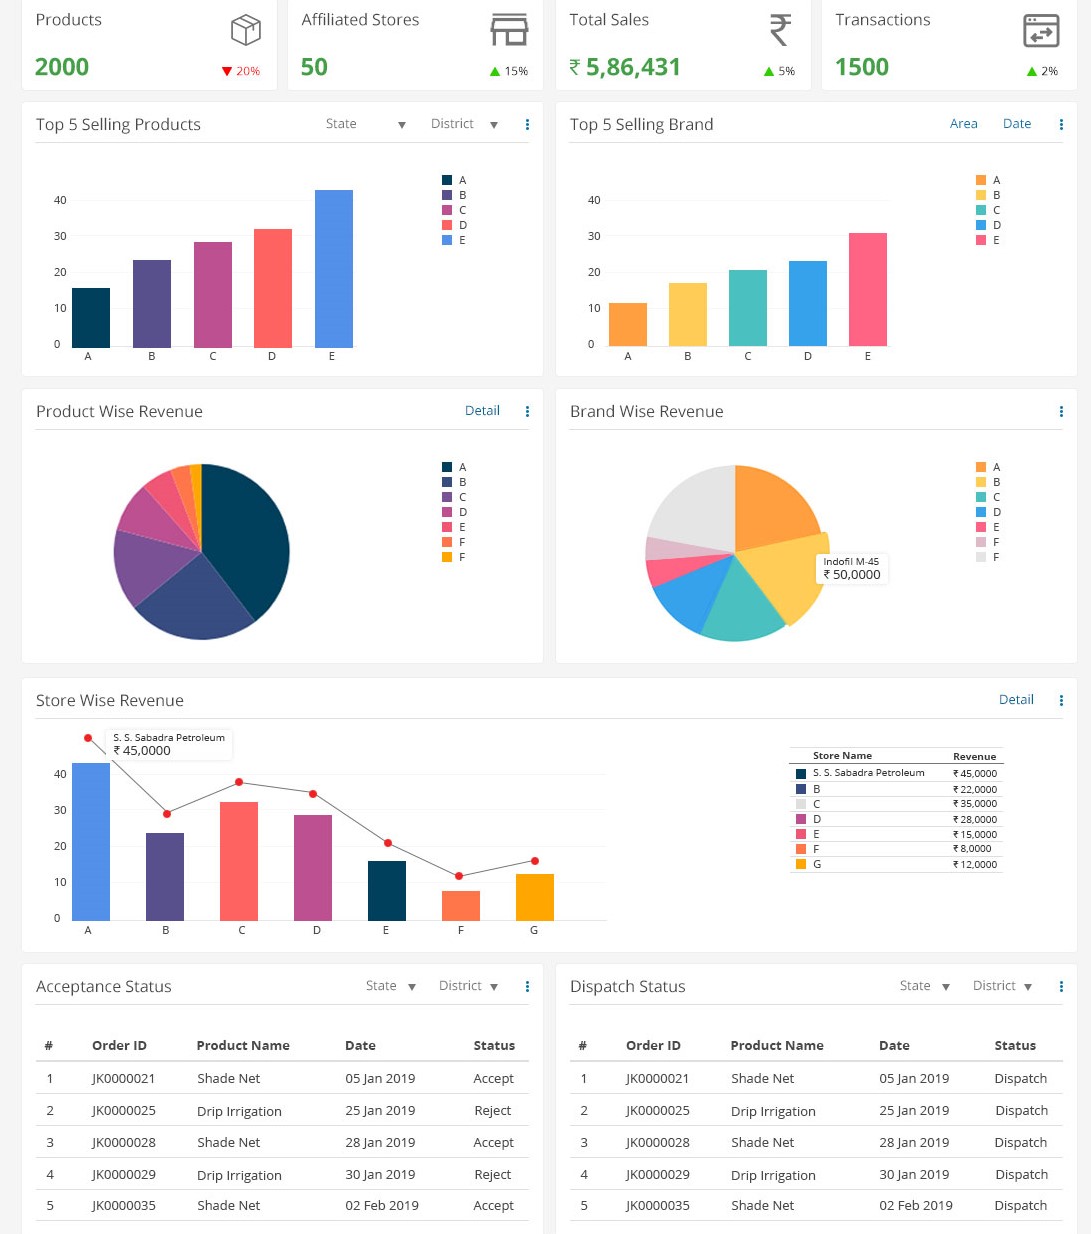 Products
2000
20%
Affiliated Stores
50
15%
Total Sales
₹ 5,86,431
5%
Transactions
1500
2%
Top 5 Selling Products State District
40
30
20
10
0
A B C D E
A
B
C
D
E
Top 5 Selling Brand Area Date
40
30
20
10
0
A B C D E
A
B
C
D
E
Product Wise Revenue Detail
A
B
C
D
E
F
F
Brand Wise Revenue
Indofil M-45
₹ 50,0000
A
B
C
D
E
F
F
Store Wise Revenue Detail
S. S. Sabadra Petroleum
₹ 45,0000
40
30
20
10
0
A B C D E F G
Store Name Revenue
S. S. Sabadra Petroleum ₹ 45,0000
B ₹ 22,0000
C ₹ 35,0000
D ₹ 28,0000
E ₹ 15,0000
F ₹ 8,0000
G ₹ 12,0000
Acceptance Status State District
# Order ID Product Name Date Status
1 JK0000021 Shade Net 05 Jan 2019 Accept
2 JK0000025 Drip Irrigation 25 Jan 2019 Reject
3 JK0000028 Shade Net 28 Jan 2019 Accept
4 JK0000029 Drip Irrigation 30 Jan 2019 Reject
5 JK0000035 Shade Net 02 Feb 2019 Accept
Dispatch Status State District
# Order ID Product Name Date Status
1 JK0000021 Shade Net 05 Jan 2019 Dispatch
2 JK0000025 Drip Irrigation 25 Jan 2019 Dispatch
3 JK0000028 Shade Net 28 Jan 2019 Dispatch
4 JK0000029 Drip Irrigation 30 Jan 2019 Dispatch
5 JK0000035 Shade Net 02 Feb 2019 Dispatch